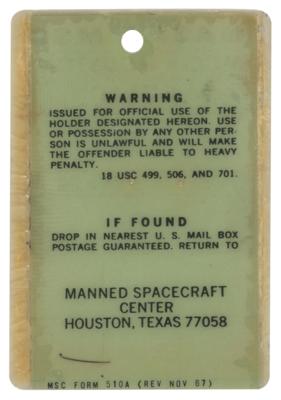 WARNING
ISSUED FOR OFFICIAL USE OF THE
HOLDER DESIGNATED HEREON. USE
OR POSSESSION BY ANY OTHER PER-
SON IS UNLAWFUL AND WILL MAKE
THE OFFENDER LIABLE TO HEAVY
PENALTY.
18 USC 499, 506, AND 701.
IF FOUND
DROP IN NEAREST U. S. MAIL BOX
POSTAGE GUARANTEED. RETURN TO
MANNED SPACECRAFT
CENTER
HOUSTON, TEXAS 77058
MSC FORM 510A (REV NOV 67)